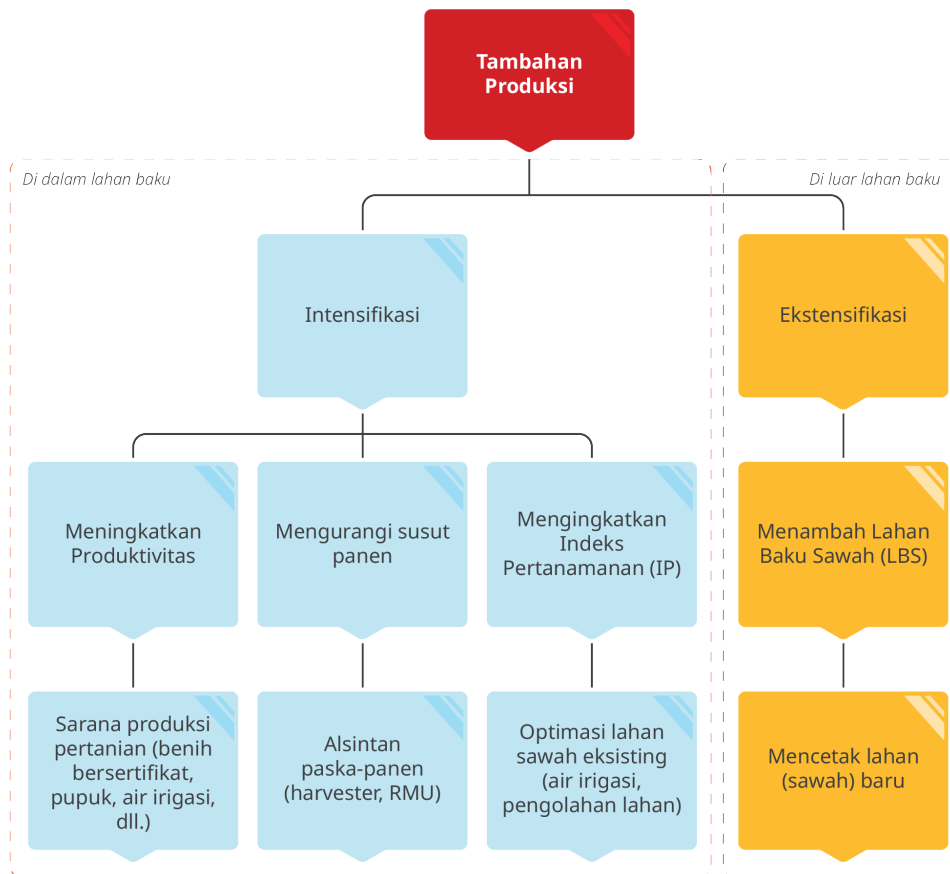 Tambahan
Produksi
Di dalam lahan baku
Di luar lahan baku
Intensifikasi
Ekstensifikasi
Meningkatkan
Produktivitas
Mengurangi susut
panen
Mengingkatkan
Indeks
Pertanamanan (IP)
Menambah Lahan
Baku Sawah (LBS)
Sarana produksi
pertanian (benih
bersertifikat,
pupuk, air irigasi,
dll.)
Alsintan
paska-panen
(harvester, RMU)
Optimasi lahan
sawah eksisting
(air irigasi,
pengolahan lahan)
Mencetak lahan
(sawah) baru